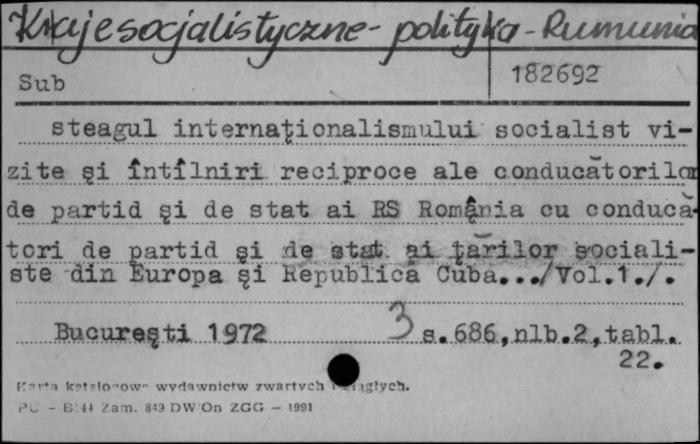 Kraje socjalistyczne - polityka - Rumunia
Sub
182692
steagul internaţionalismului socialist vi-
zite şi întîlniri reciproce ale conducătorilor
de partid şi de stat ai RS România cu conducă-
tori de partid şi de stat ai ţărilor sociali-
ste din Europa şi Republica Cuba.../Vol.1./.
Bucureşti 1972
3 s.686,nlb.2,tabl.
22.
Karta katalogowa wydawnictw zwartych i ciągłych.
PU - B/44 Zam. 849 DW/On ZGG — 1991